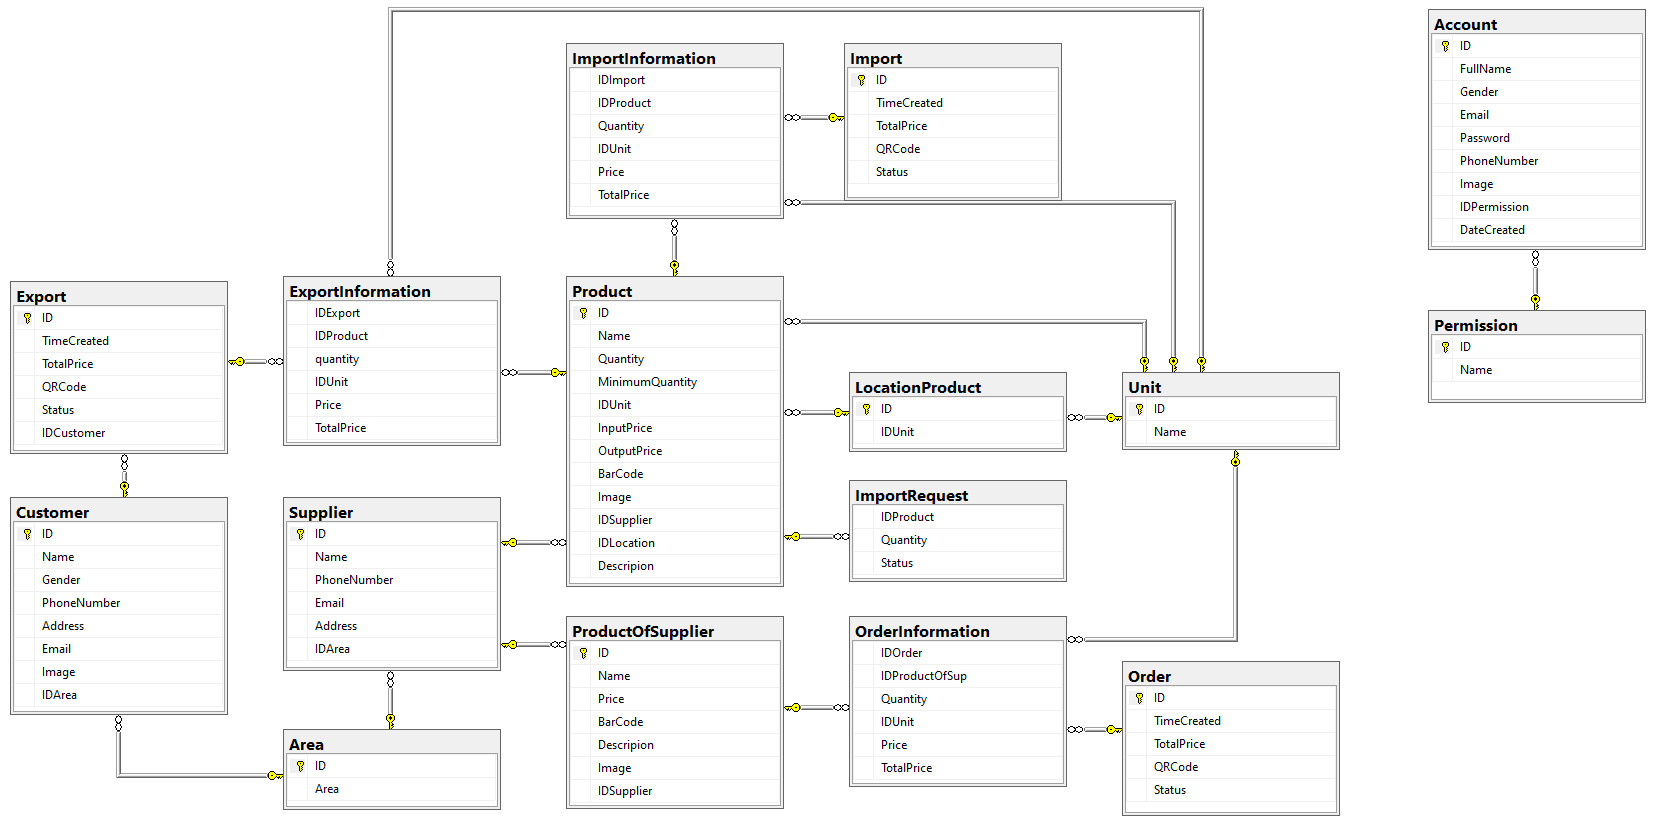 Account
ID
FullName
Gender
Email
Password
PhoneNumber
Image
IDPermission
DateCreated
ImportInformation
IDImport
IDProduct
Quantity
IDUnit
Price
TotalPrice
Import
ID
TimeCreated
TotalPrice
QRCode
Status
Export
ID
TimeCreated
TotalPrice
QRCode
Status
IDCustomer
ExportInformation
IDExport
IDProduct
quantity
IDUnit
Price
TotalPrice
Product
ID
Name
Quantity
MinimumQuantity
IDUnit
InputPrice
OutputPrice
BarCode
Image
IDSupplier
IDLocation
Descripion
LocationProduct
ID
IDUnit
Unit
ID
Name
Permission
ID
Name
Customer
ID
Name
Gender
PhoneNumber
Address
Email
Image
IDArea
Supplier
ID
Name
PhoneNumber
Email
Address
IDArea
ImportRequest
IDProduct
Quantity
Status
ProductOfSupplier
ID
Name
Price
BarCode
Descripion
Image
IDSupplier
OrderInformation
IDOrder
IDProductOfSup
Quantity
IDUnit
Price
TotalPrice
Order
ID
TimeCreated
TotalPrice
QRCode
Status
Area
ID
Area